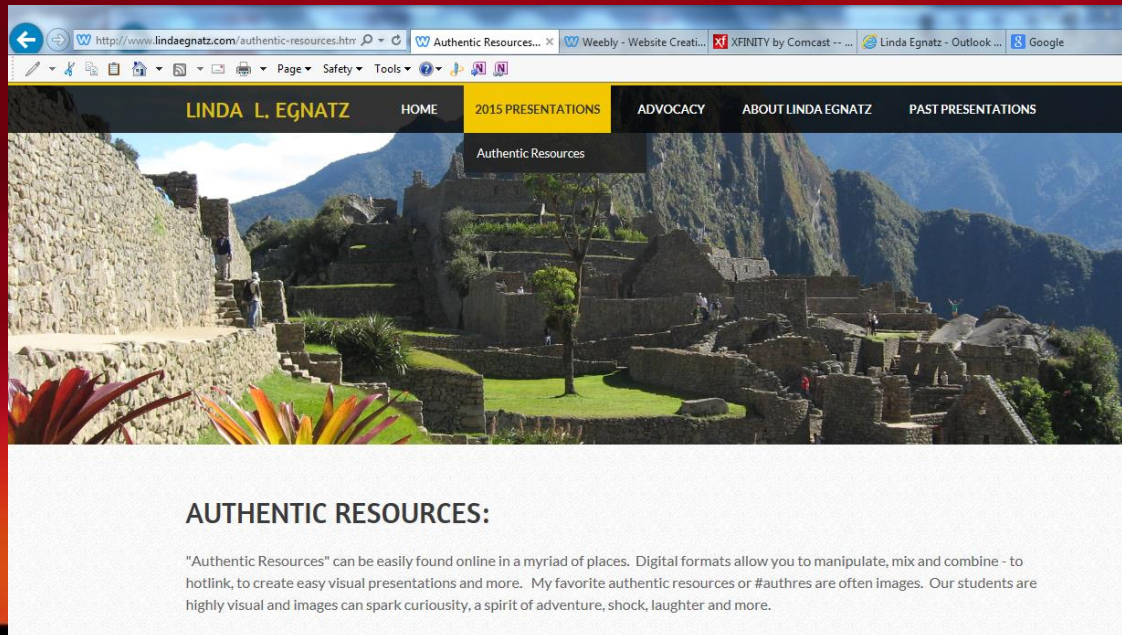 http://www.lindaegnatz.com/authentic-resources.htm
Authentic Resources... Weebly - Website Creati... XFINITY by Comcast -- ... Linda Egnatz - Outlook ... Google
Page Safety Tools
LINDA L. EGNATZ HOME 2015 PRESENTATIONS ADVOCACY ABOUT LINDA EGNATZ PAST PRESENTATIONS
Authentic Resources
AUTHENTIC RESOURCES:
"Authentic Resources" can be easily found online in a myriad of places. Digital formats allow you to manipulate, mix and combine - to
hotlink, to create easy visual presentations and more. My favorite authentic resources or #authres are often images. Our students are
highly visual and images can spark curiousity, a spirit of adventure, shock, laughter and more.